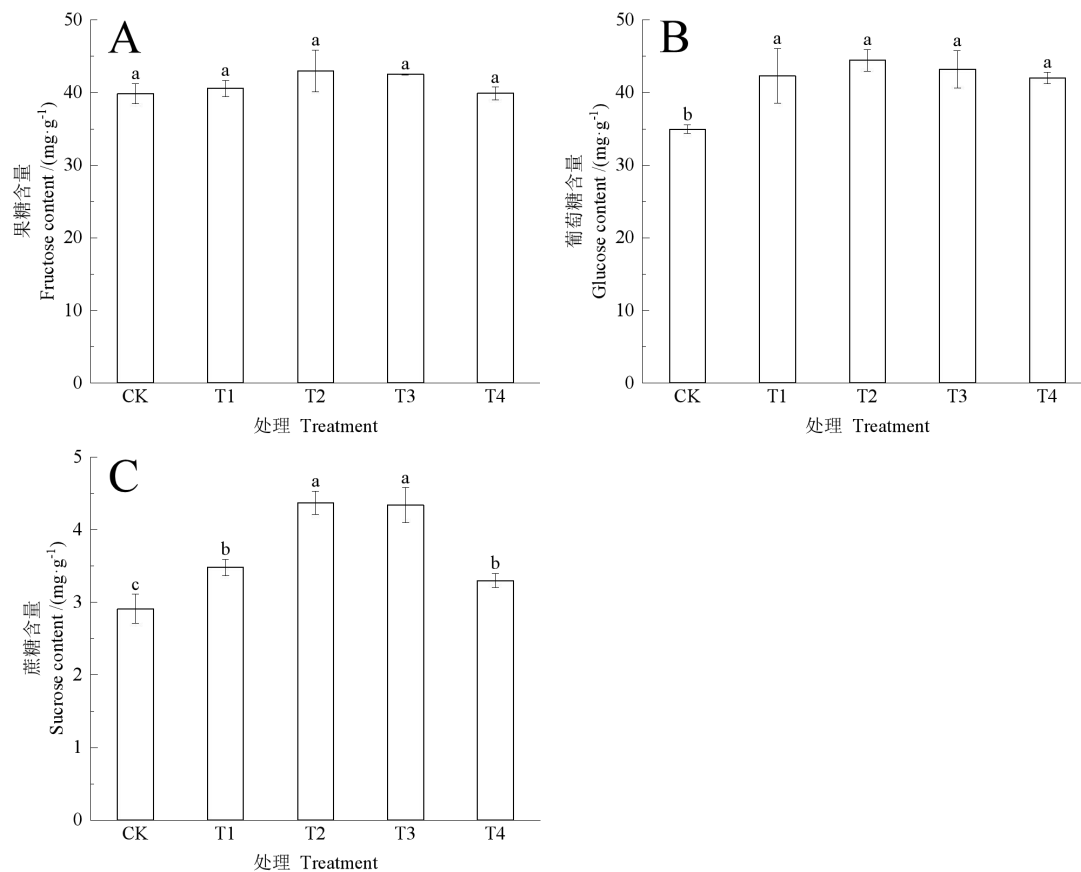 A
果糖含量
Fructose content /(mg·g⁻¹)
50
40
30
20
10
0
a
a
a
a
a
CK
T1
T2
T3
T4
处理 Treatment
B
葡萄糖含量
Glucose content /(mg·g⁻¹)
50
40
30
20
10
0
b
a
a
a
a
CK
T1
T2
T3
T4
处理 Treatment
C
蔗糖含量
Sucrose content /(mg·g⁻¹)
5
4
3
2
1
0
c
b
a
a
b
CK
T1
T2
T3
T4
处理 Treatment